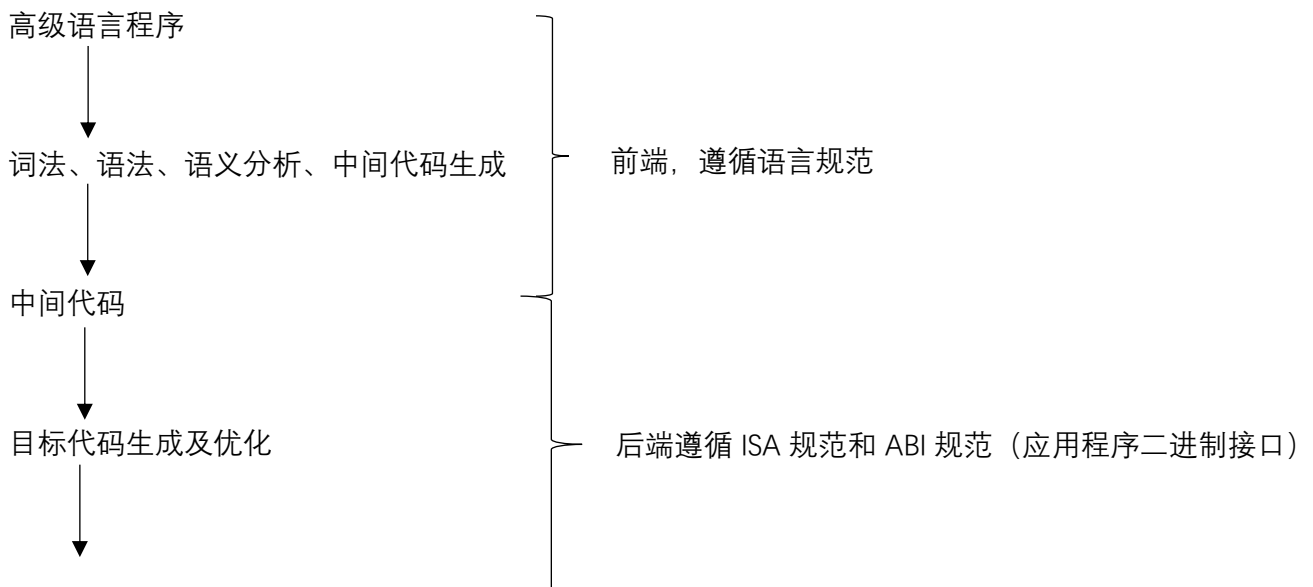 高级语言程序
词法、语法、语义分析、中间代码生成
前端，遵循语言规范
中间代码
目标代码生成及优化
后端遵循 ISA 规范和 ABI 规范（应用程序二进制接口）